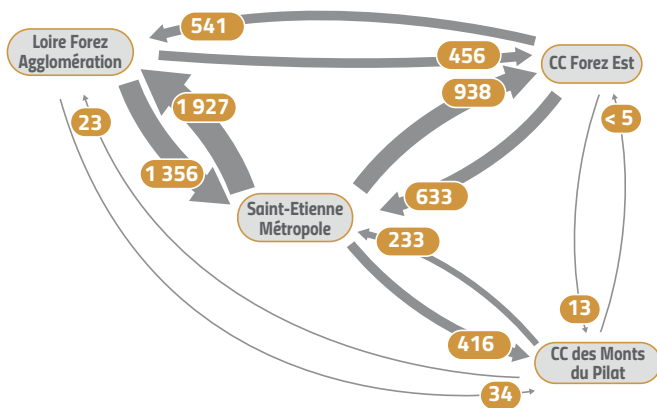 541
Loire Forez
Agglomération
456
CC Forez Est
1 927
938
23
< 5
1 356
633
Saint-Etienne
Métropole
233
13
416
CC des Monts
du Pilat
34